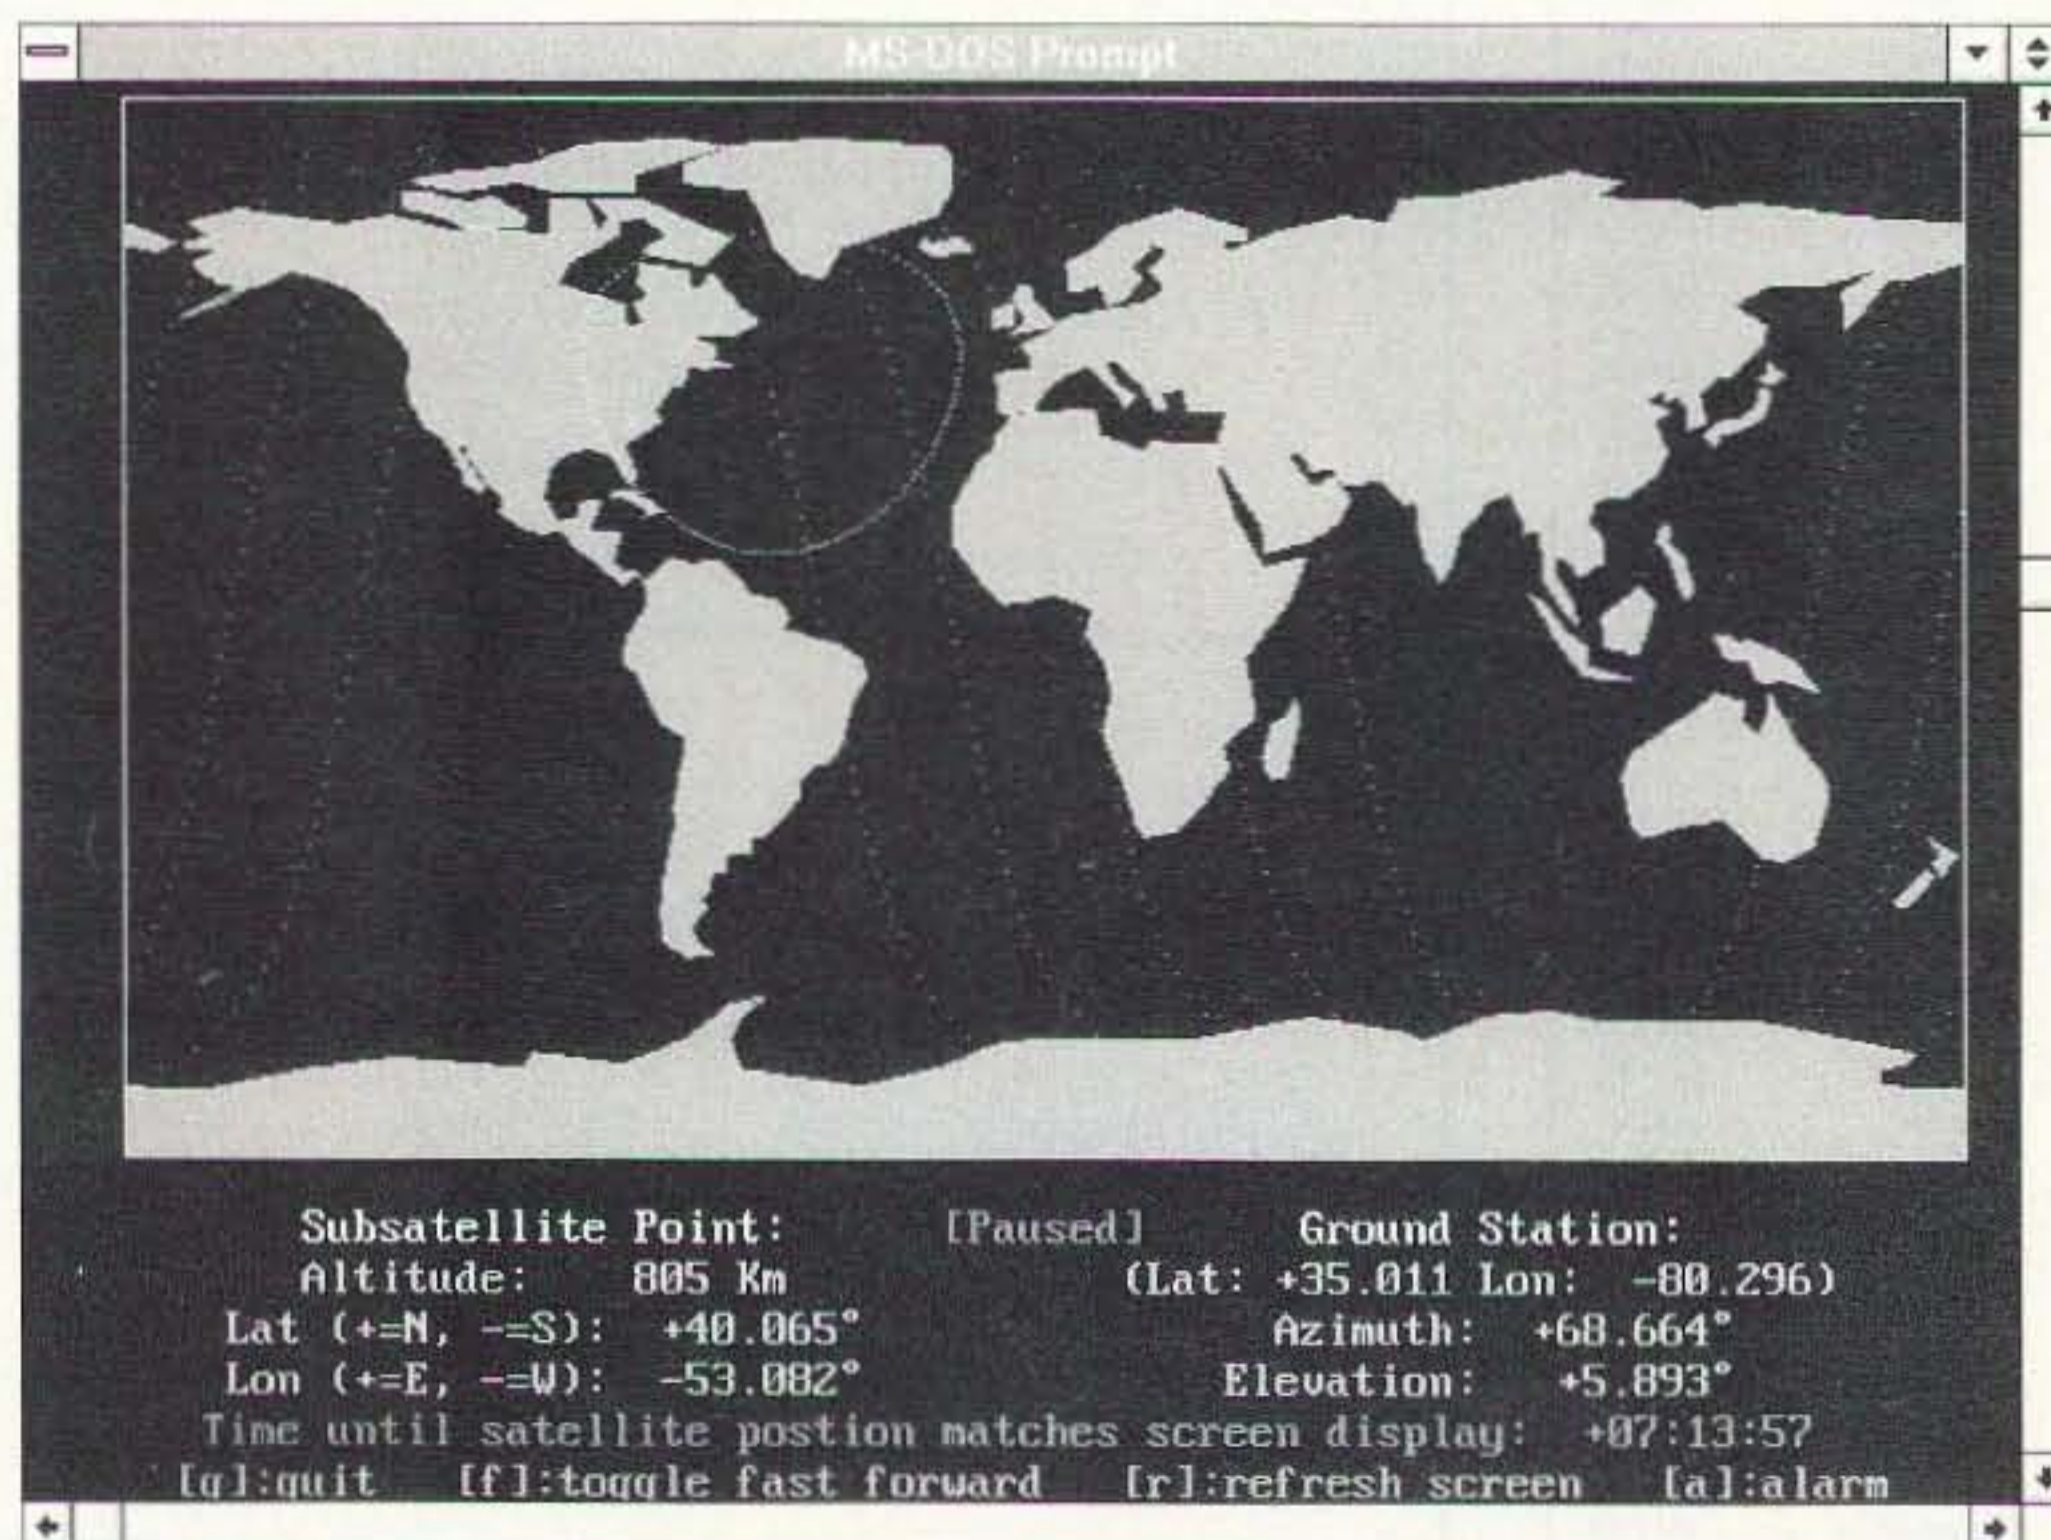 MS-DOS Prompt
Subsatellite Point: [Paused] Ground Station:
Altitude: 805 Km (Lat: +35.011 Lon: -80.296)
Lat (+=N, -=S): +40.065° Azimuth: +68.664°
Lon (+=E, -=W): -53.082° Elevation: +5.893°
Time until satellite postion matches screen display: +07:13:57
[q]:quit [f]:toggle fast forward [r]:refresh screen [a]:alarm